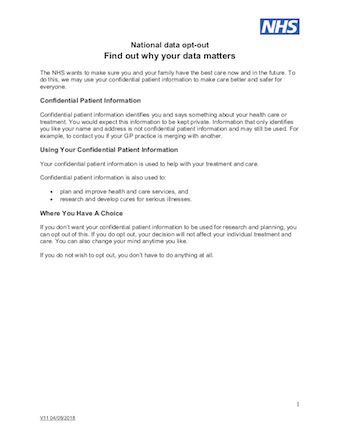 NHS
National data opt-out
Find out why your data matters
The NHS wants to make sure you and your family have the best care now and in the future. To
do this, we may use your confidential patient information to make care better and safer for
everyone.
Confidential Patient Information
Confidential patient information identifies you and says something about your health care or
treatment. You would expect this information to be kept private. Information that only identifies
you like your name and address is not confidential patient information and may still be used. For
example, to contact you if your GP practice is merging with another.
Using Your Confidential Patient Information
Your confidential patient information is used to help with your treatment and care.
Confidential patient information is also used to:
• plan and improve health and care services, and
• research and develop cures for serious illnesses.
Where You Have A Choice
If you don't want your confidential patient information to be used for research and planning, you
can opt out of this. If you do opt out, your decision will not affect your individual treatment and
care. You can also change your mind anytime you like.
If you do not wish to opt out, you don't have to do anything at all.
1
V11 04/09/2018